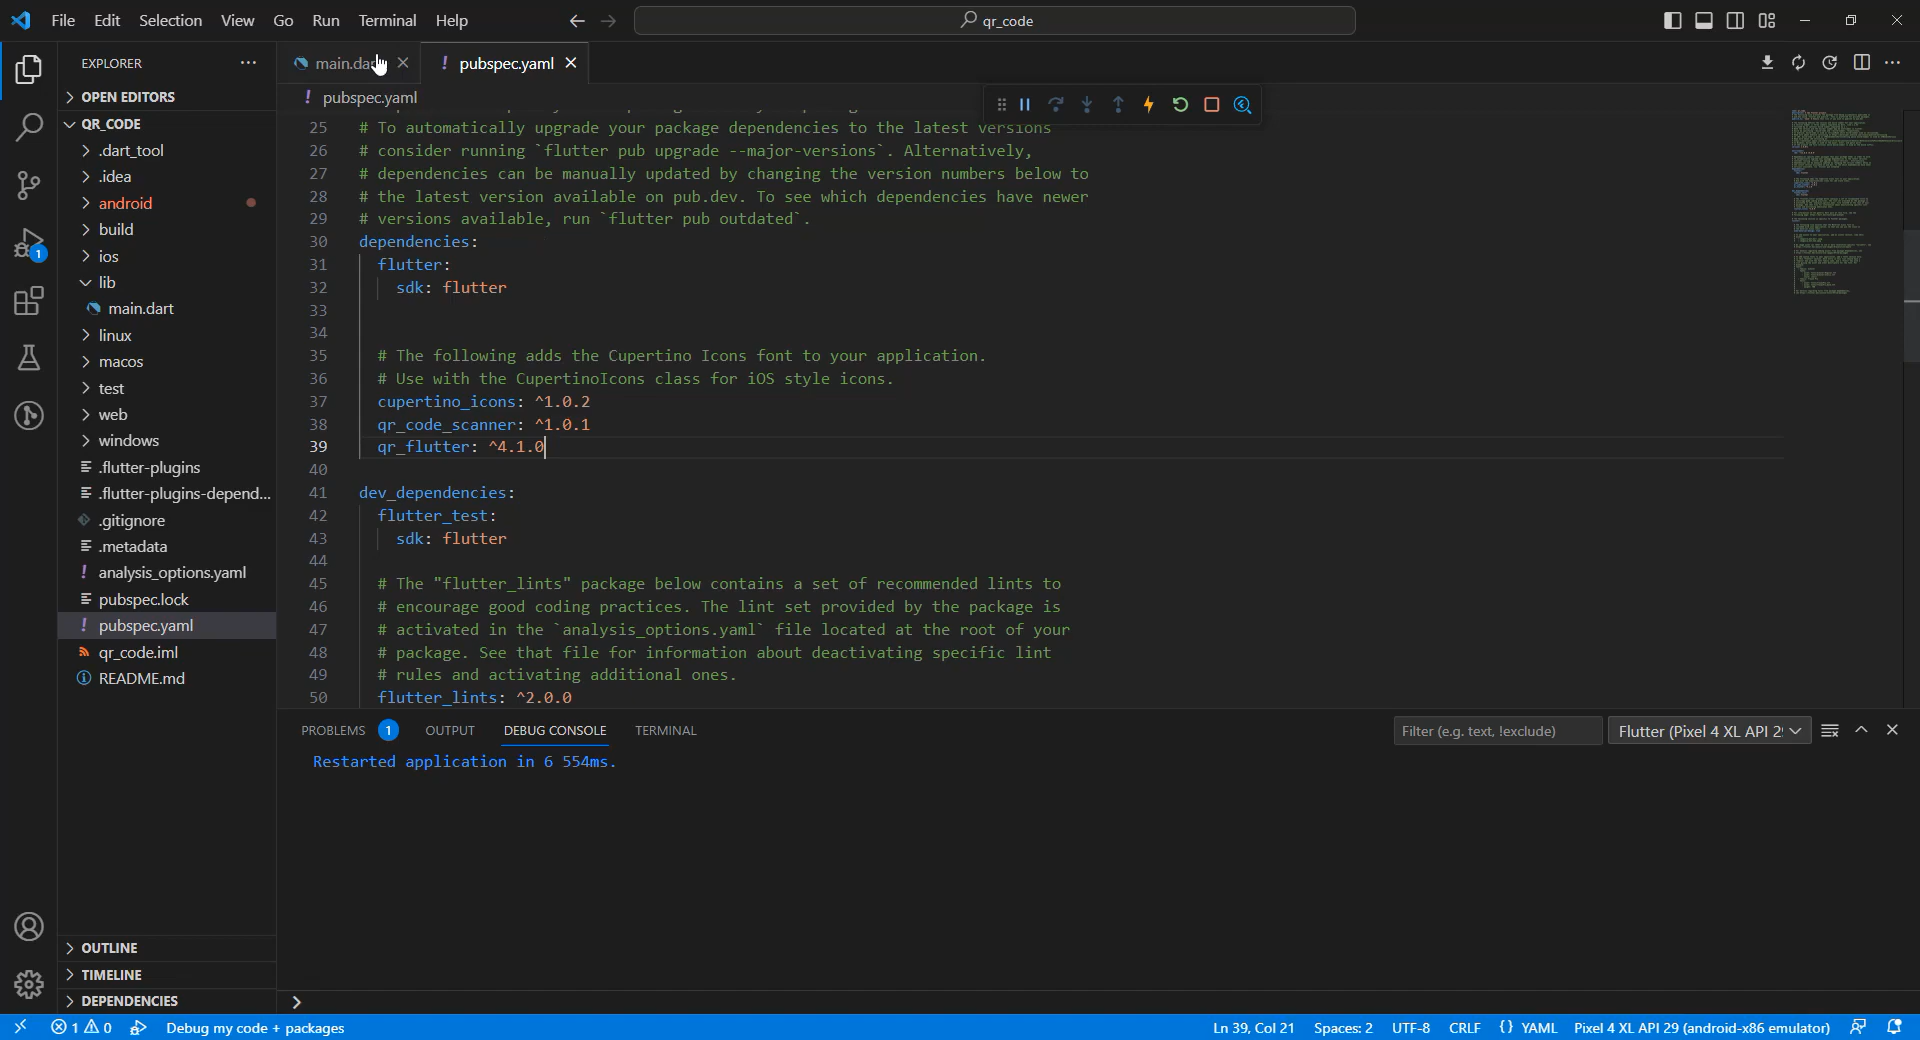 File Edit Selection View Go Run Terminal Help
qr_code
EXPLORER
OPEN EDITORS
QR_CODE
.dart_tool
.idea
android
build
ios
lib
main.dart
linux
macos
test
web
windows
.flutter-plugins
.flutter-plugins-depend...
.gitignore
.metadata
analysis_options.yaml
pubspec.lock
pubspec.yaml
qr_code.iml
README.md
OUTLINE
TIMELINE
DEPENDENCIES
1
pubspec.yaml
pubspec.yaml
25 # To automatically upgrade your package dependencies to the latest versions
26 # consider running `flutter pub upgrade --major-versions`. Alternatively,
27 # dependencies can be manually updated by changing the version numbers below to
28 # the latest version available on pub.dev. To see which dependencies have newer
29 # versions available, run `flutter pub outdated`.
30 dependencies:
31 flutter:
32 sdk: flutter
33
34
35 # The following adds the Cupertino Icons font to your application.
36 # Use with the CupertinoIcons class for iOS style icons.
37 cupertino_icons: ^1.0.2
38 qr_code_scanner: ^1.0.1
39 qr_flutter: ^4.1.0
40
41 dev_dependencies:
42 flutter_test:
43 sdk: flutter
44
45 # The "flutter_lints" package below contains a set of recommended lints to
46 # encourage good coding practices. The lint set provided by the package is
47 # activated in the `analysis_options.yaml` file located at the root of your
48 # package. See that file for information about deactivating specific lint
49 # rules and activating additional ones.
50 flutter_lints: ^2.0.0
PROBLEMS 1 OUTPUT DEBUG CONSOLE TERMINAL
Filter (e.g. text, !exclude) Flutter (Pixel 4 XL API 2
Restarted application in 6 554ms.
1 0 Debug my code + packages
Ln 39, Col 21 Spaces: 2 UTF-8 CRLF {} YAML Pixel 4 XL API 29 (android-x86 emulator)